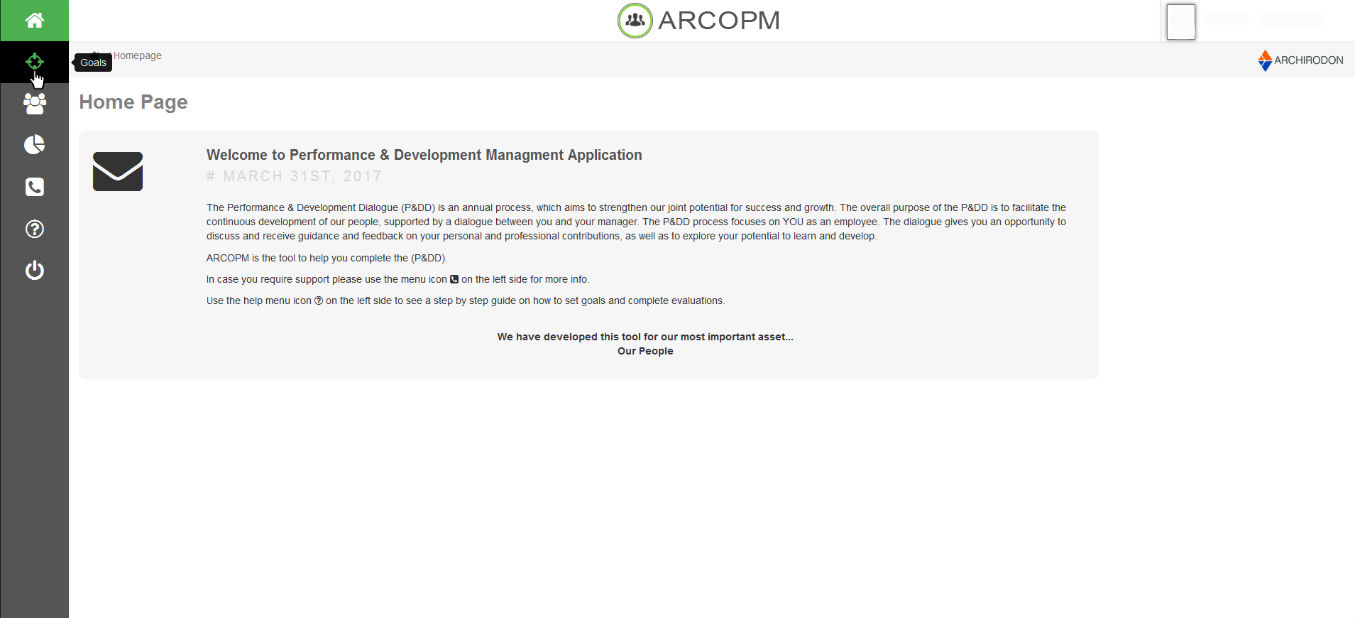 ARCOPM
Goals
Homepage
ARCHIRODON
Home Page
Welcome to Performance & Development Managment Application
# MARCH 31ST, 2017
The Performance & Development Dialogue (P&DD) is an annual process, which aims to strengthen our joint potential for success and growth. The overall purpose of the P&DD is to facilitate the
continuous development of our people, supported by a dialogue between you and your manager. The P&DD process focuses on YOU as an employee. The dialogue gives you an opportunity to
discuss and receive guidance and feedback on your personal and professional contributions, as well as to explore your potential to learn and develop.
ARCOPM is the tool to help you complete the (P&DD).
In case you require support please use the menu icon on the left side for more info.
Use the help menu icon on the left side to see a step by step guide on how to set goals and complete evaluations.
We have developed this tool for our most important asset...
Our People